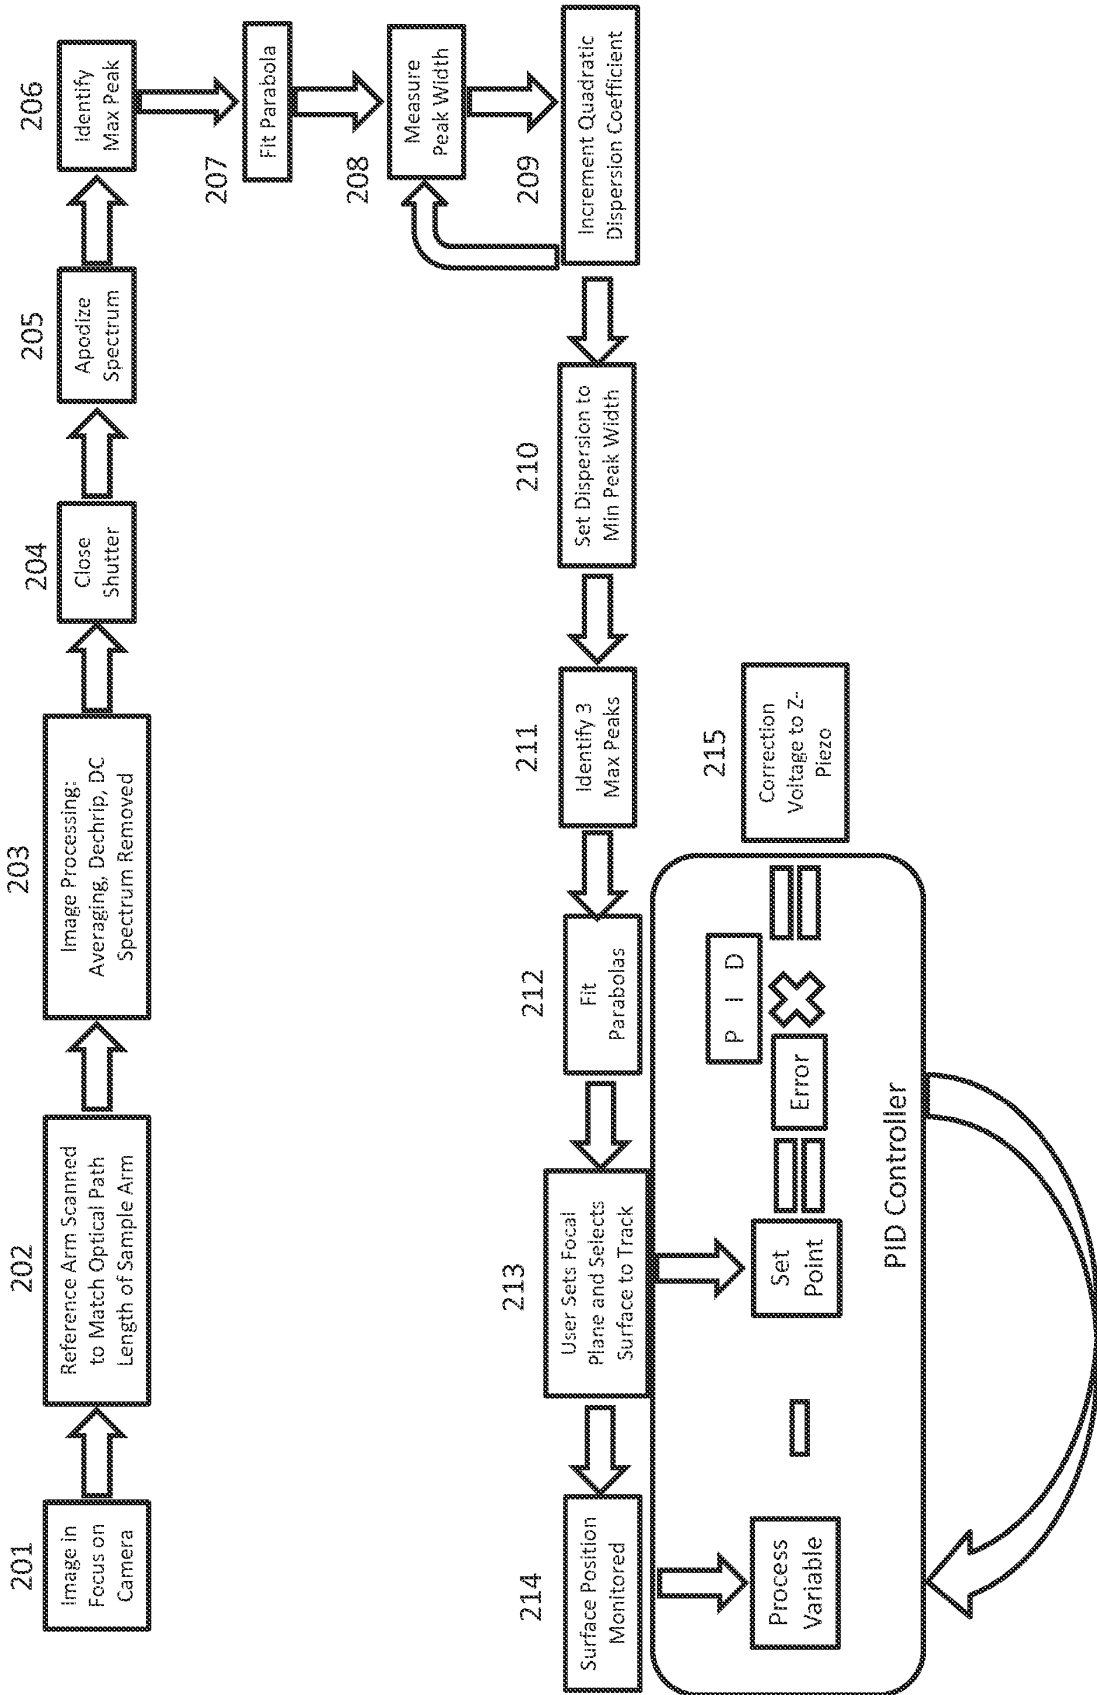 201
Image in
Focus on
Camera
202
Reference Arm Scanned
to Match Optical Path
Length of Sample Arm
203
Image Processing:
Averaging, Dechrip, DC
Spectrum Removed
204
Close
Shutter
205
Apodize
Spectrum
206
Identify
Max Peak
207
Fit Parabola
208
Measure
Peak Width
209
Increment Quadratic
Dispersion Coefficient
210
Set Dispersion to
Min Peak Width
211
Identify 3
Max Peaks
212
Fit
Parabolas
213
User Sets Focal
Plane and Selects
Surface to Track
214
Surface Position
Monitored
Process
Variable
Set
Point
Error
P I D
PID Controller
215
Correction
Voltage to Z-
Piezo